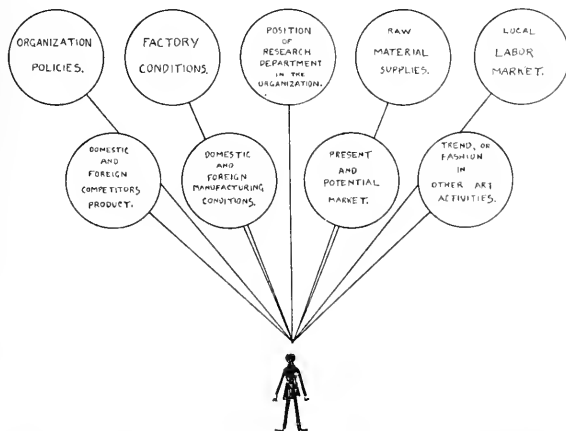 ORGANIZATION
POLICIES.
FACTORY
CONDITIONS.
POSITION
OF
RESEARCH
DEPARTMENT
IN THE
ORGANIZATION.
RAW
MATERIAL
SUPPLIES.
LOCAL
LABOR
MARKET.
DOMESTIC
AND
FOREIGN
COMPETITORS
PRODUCT.
DOMESTIC
AND
FOREIGN
MANUFACTURING
CONDITIONS.
PRESENT
AND
POTENTIAL
MARKET.
TREND, OR
FASHION
IN
OTHER ART
ACTIVITIES.